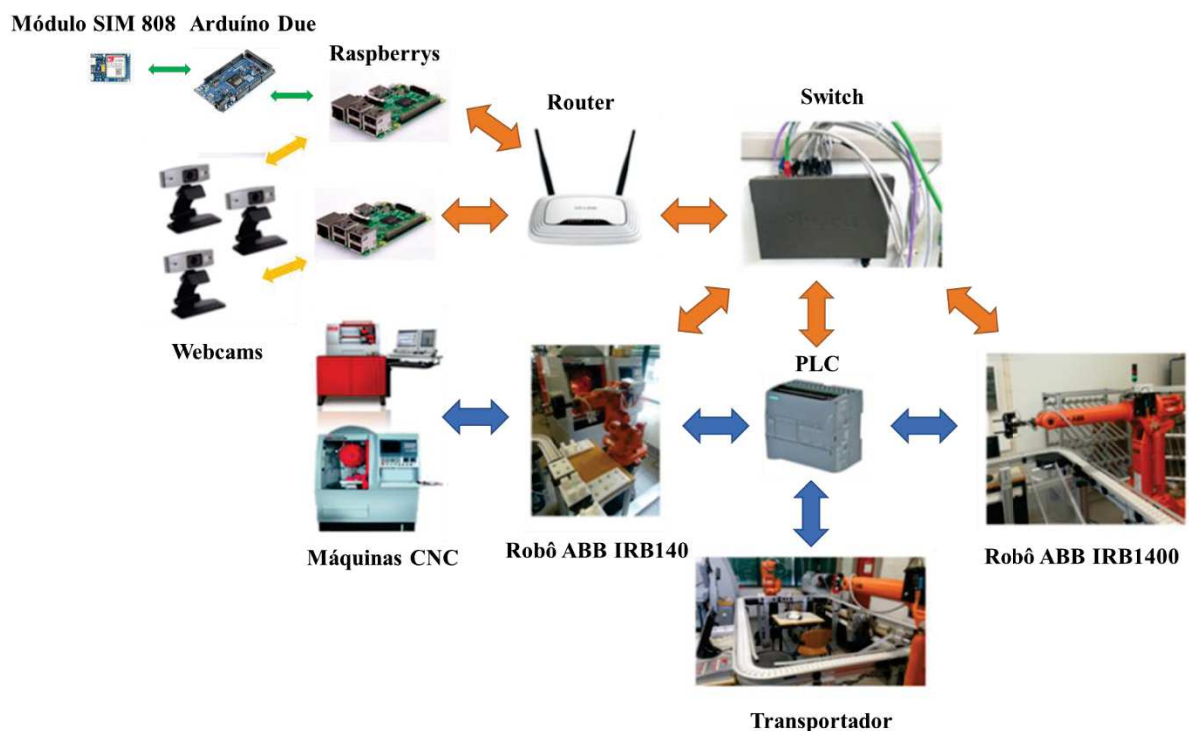 Módulo SIM 808
Arduíno Due
Raspberrys
Router
Switch
Webcams
PLC
Máquinas CNC
Robô ABB IRB140
Robô ABB IRB1400
Transportador